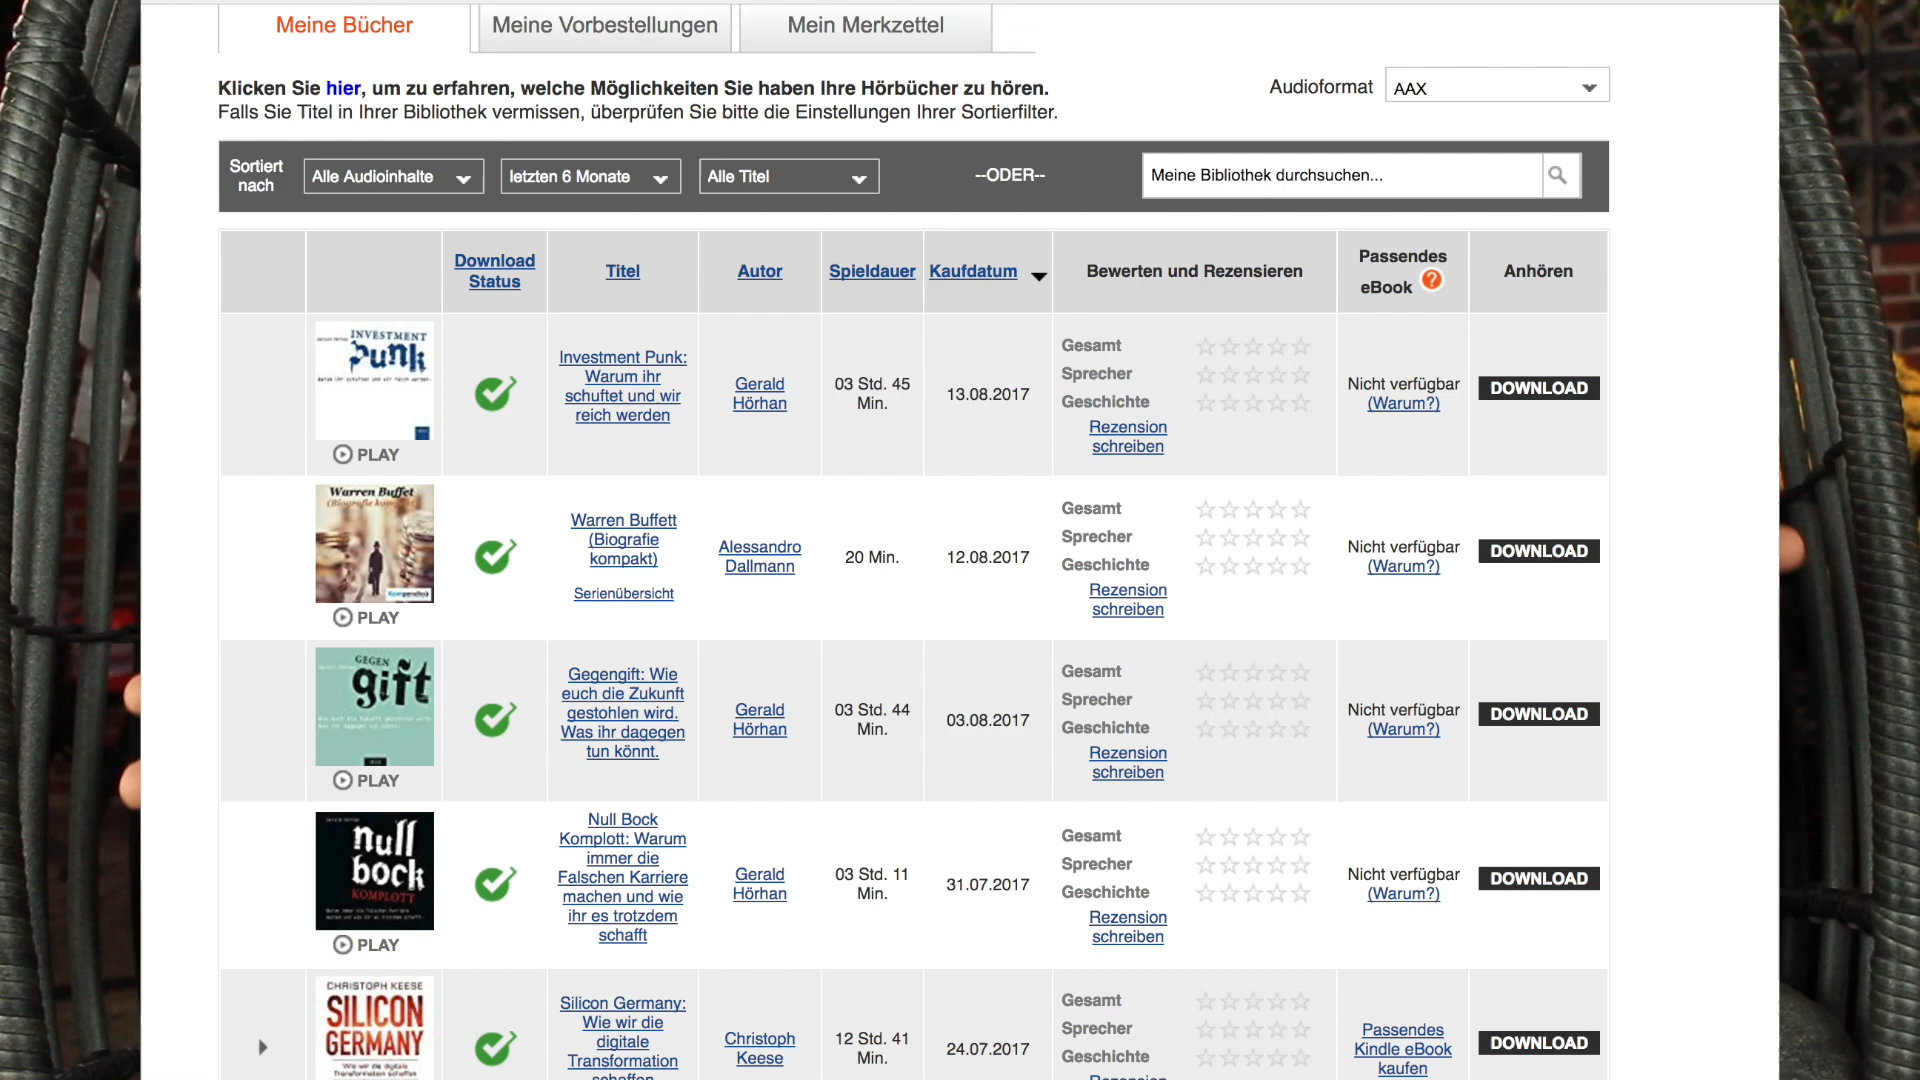 Meine Bücher
Meine Vorbestellungen
Mein Merkzettel
Klicken Sie hier, um zu erfahren, welche Möglichkeiten Sie haben Ihre Hörbücher zu hören.
Falls Sie Titel in Ihrer Bibliothek vermissen, überprüfen Sie bitte die Einstellungen Ihrer Sortierfilter.
Audioformat
AAX
Sortiert
nach
Alle Audioinhalte
letzten 6 Monate
Alle Titel
--ODER--
Meine Bibliothek durchsuchen...
Download
Status
Titel
Autor
Spieldauer
Kaufdatum
Bewerten und Rezensieren
Passendes
eBook ?
Anhören
INVESTMENT
Punk
PLAY
Investment Punk:
Warum ihr
schuftet und wir
reich werden
Gerald
Hörhan
03 Std. 45
Min.
13.08.2017
Gesamt
Sprecher
Geschichte
Rezension
schreiben
Nicht verfügbar
(Warum?)
DOWNLOAD
Warren Buffet
(Biografie kompakt)
PLAY
Warren Buffett
(Biografie
kompakt)
Serienübersicht
Alessandro
Dallmann
20 Min.
12.08.2017
Gesamt
Sprecher
Geschichte
Rezension
schreiben
Nicht verfügbar
(Warum?)
DOWNLOAD
GEGEN
gift
PLAY
Gegengift: Wie
euch die Zukunft
gestohlen wird.
Was ihr dagegen
tun könnt.
Gerald
Hörhan
03 Std. 44
Min.
03.08.2017
Gesamt
Sprecher
Geschichte
Rezension
schreiben
Nicht verfügbar
(Warum?)
DOWNLOAD
null
bock
KOMPLOTT
PLAY
Null Bock
Komplott: Warum
immer die
Falschen Karriere
machen und wie
ihr es trotzdem
schafft
Gerald
Hörhan
03 Std. 11
Min.
31.07.2017
Gesamt
Sprecher
Geschichte
Rezension
schreiben
Nicht verfügbar
(Warum?)
DOWNLOAD
CHRISTOPH KEESE
SILICON
GERMANY
Wie wir die digitale
Transformation schaffen
Silicon Germany:
Wie wir die
digitale
Transformation
schaffen
Christoph
Keese
12 Std. 41
Min.
24.07.2017
Gesamt
Sprecher
Geschichte
Rezension
Passendes
Kindle eBook
kaufen
DOWNLOAD